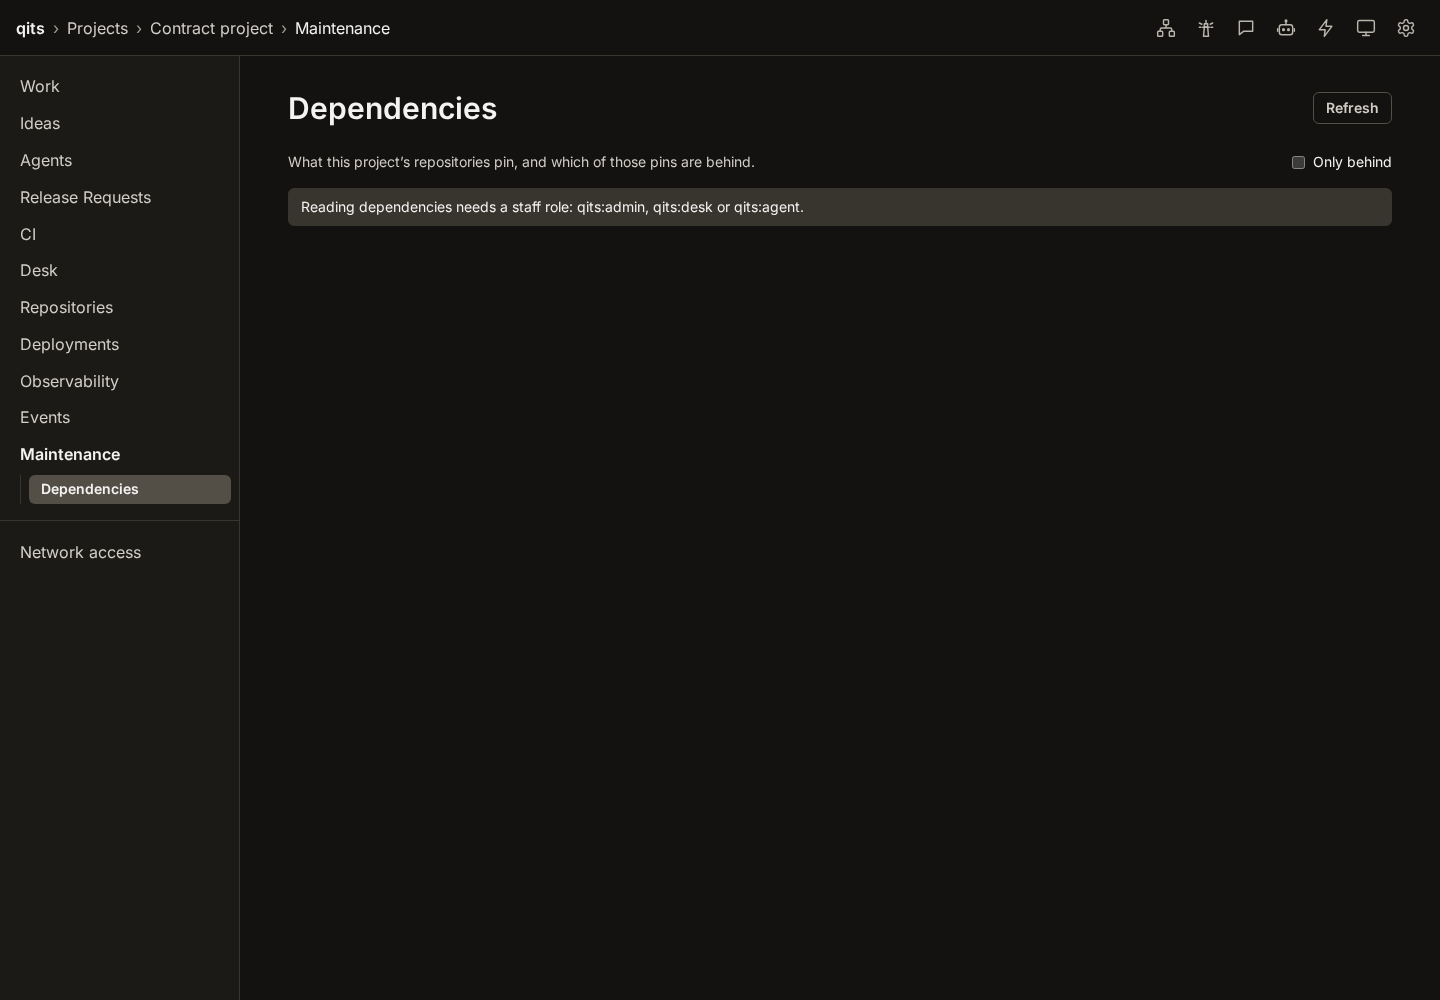 qits › Projects › Contract project › Maintenance
Work
Ideas
Agents
Release Requests
CI
Desk
Repositories
Deployments
Observability
Events
Maintenance
Dependencies
Network access
Dependencies
Refresh
What this project’s repositories pin, and which of those pins are behind.
Only behind
Reading dependencies needs a staff role: qits:admin, qits:desk or qits:agent.